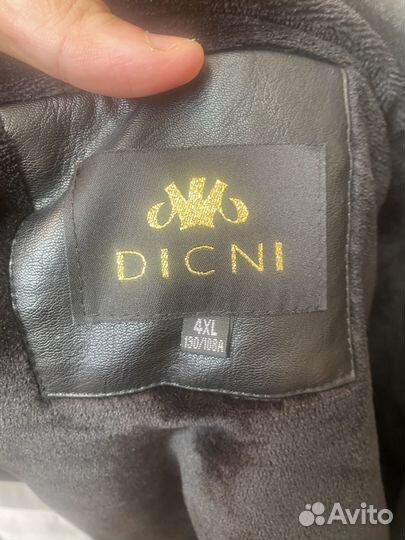 DICNI
4XL
190/108A
Avito